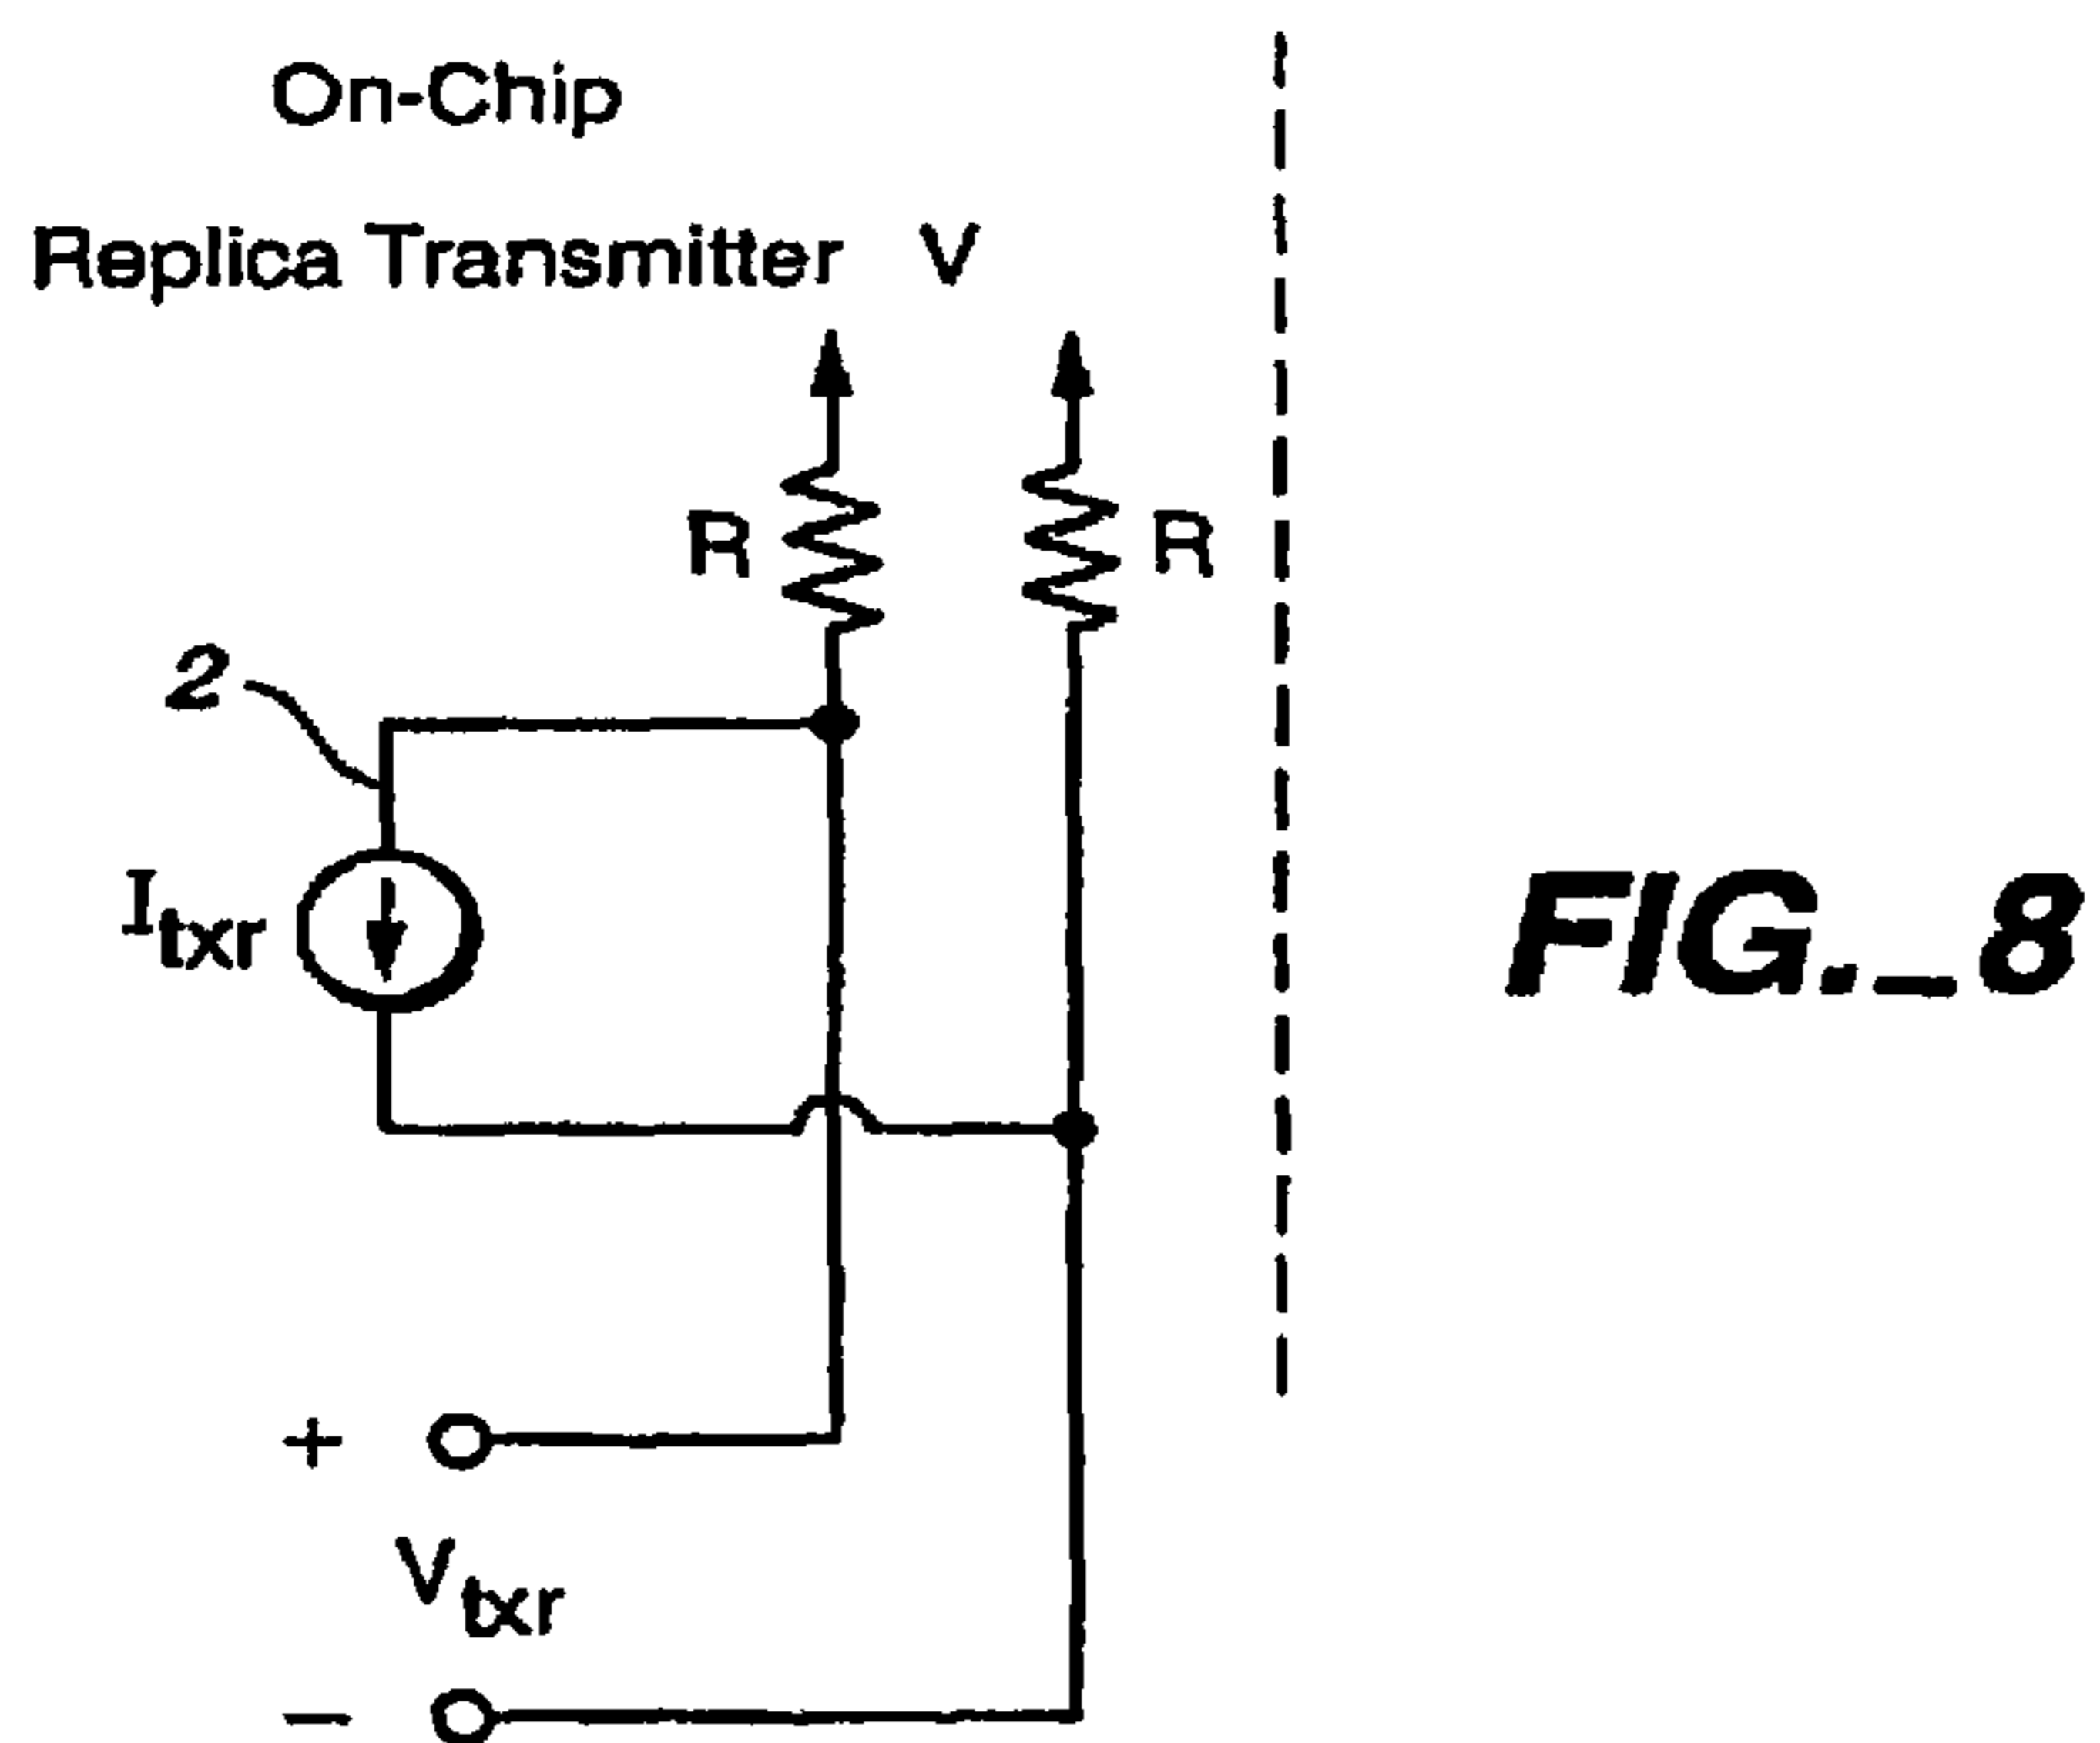 On-Chip
Replica Transmitter V
R R
2
Itxr
FIG._8
+
Vtxr
−